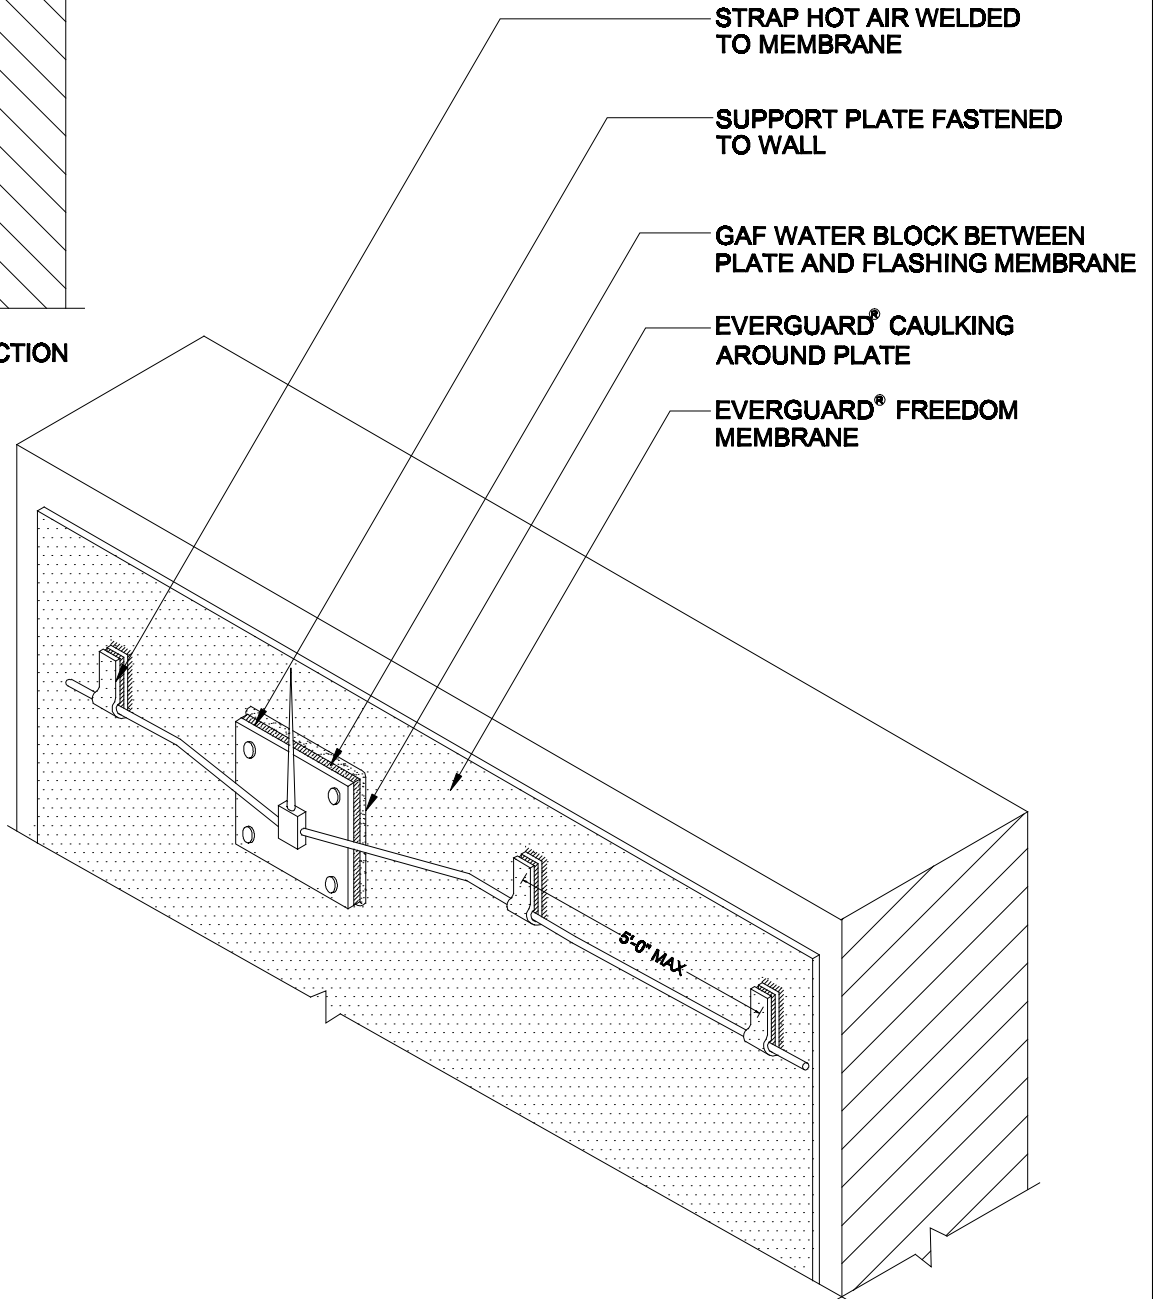 STRAP HOT AIR WELDED
TO MEMBRANE
SUPPORT PLATE FASTENED
TO WALL
GAF WATER BLOCK BETWEEN
PLATE AND FLASHING MEMBRANE
EVERGUARD® CAULKING
AROUND PLATE
CTION
EVERGUARD® FREEDOM
MEMBRANE
5'-0" MAX